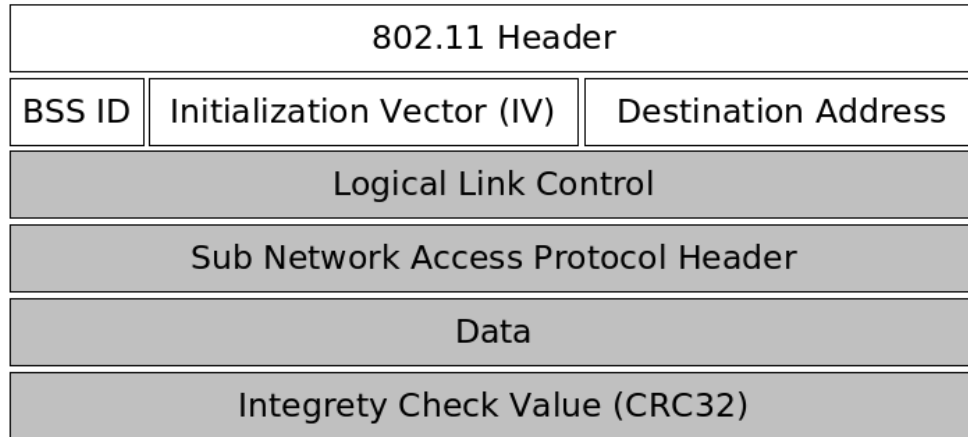 802.11 Header
BSS ID Initialization Vector (IV) Destination Address
Logical Link Control
Sub Network Access Protocol Header
Data
Integrety Check Value (CRC32)